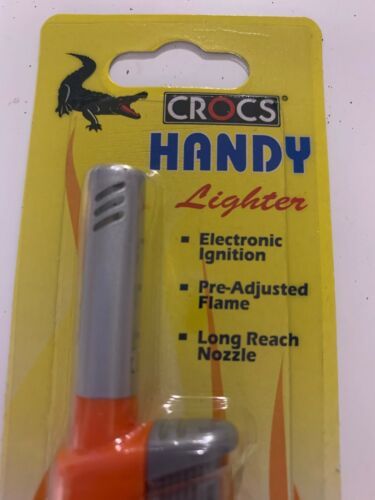 CROCS®
HANDY
Lighter
▪ Electronic
Ignition
▪ Pre-Adjusted
Flame
▪ Long Reach
Nozzle